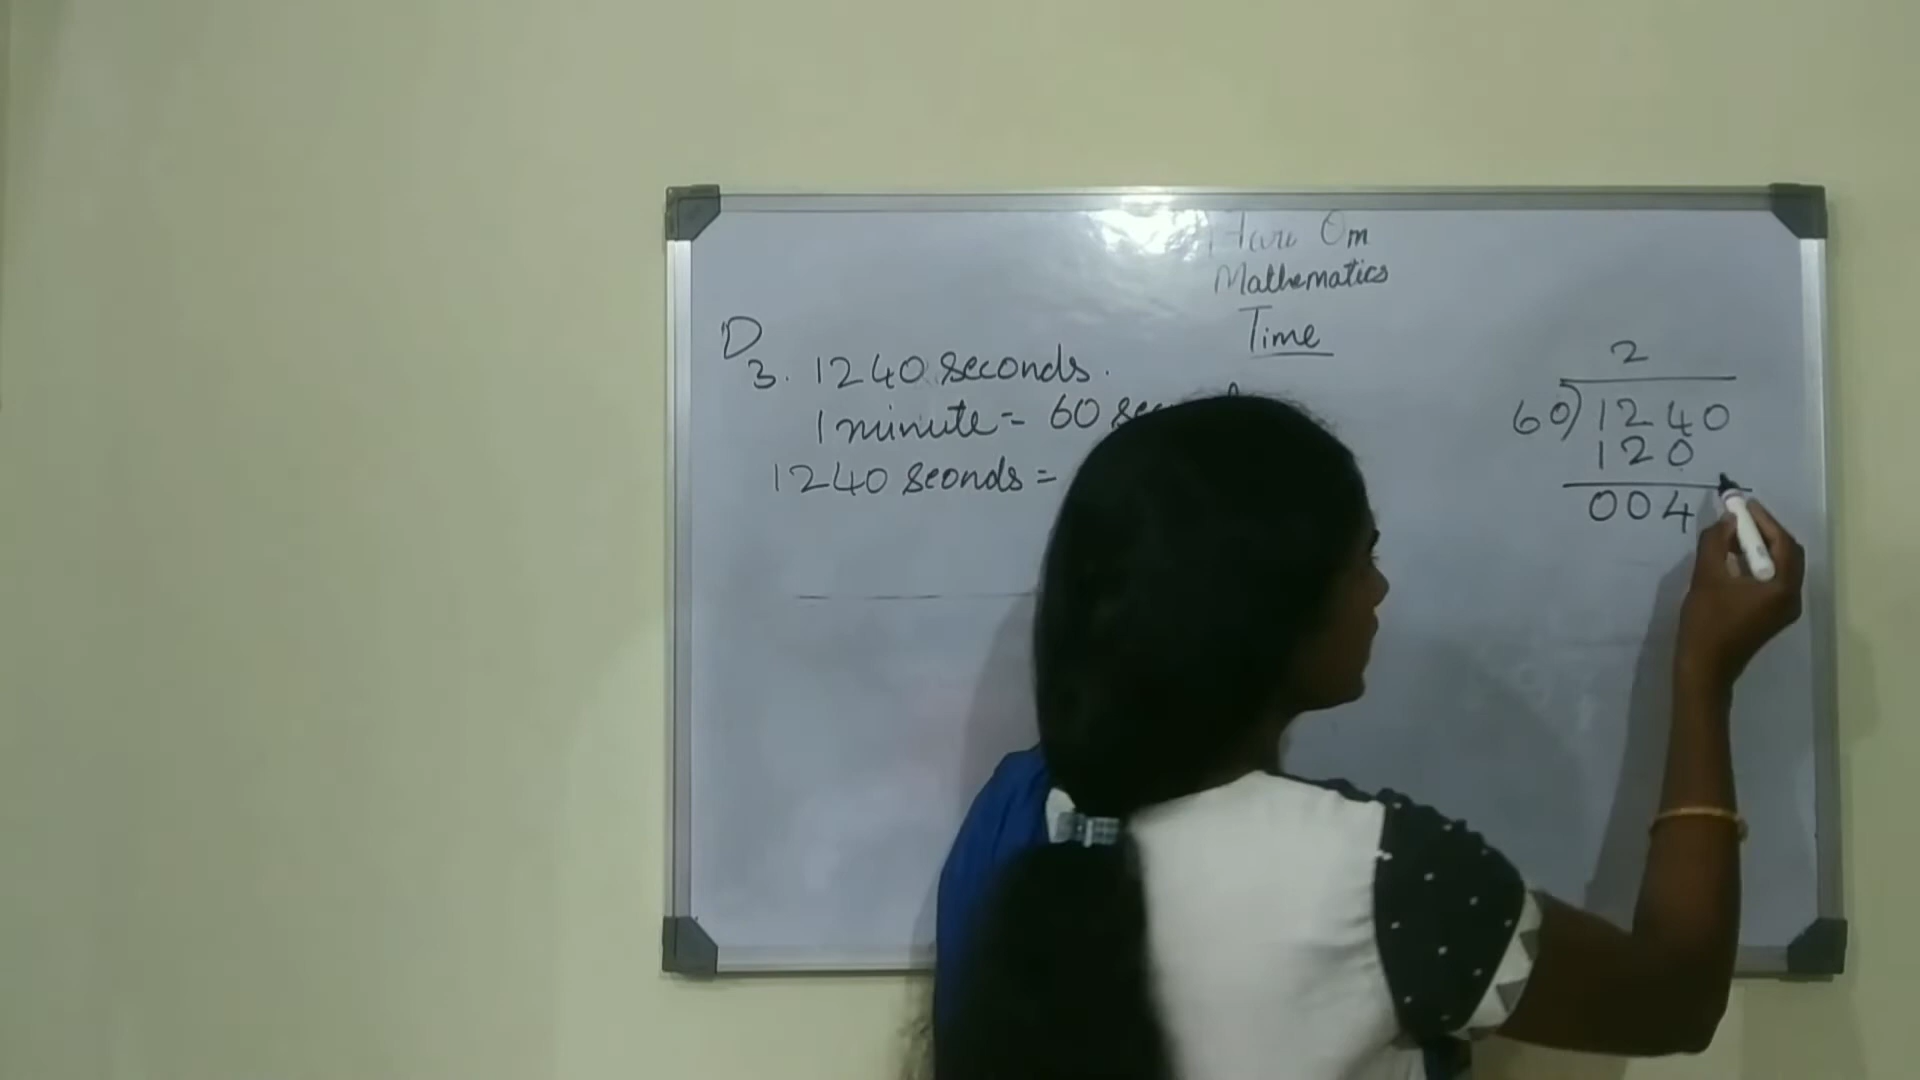 Hari Om
Mathematics
Time
D
3. 1240 seconds.
1 minute = 60
1240 seonds =
2
60)1240
120
004